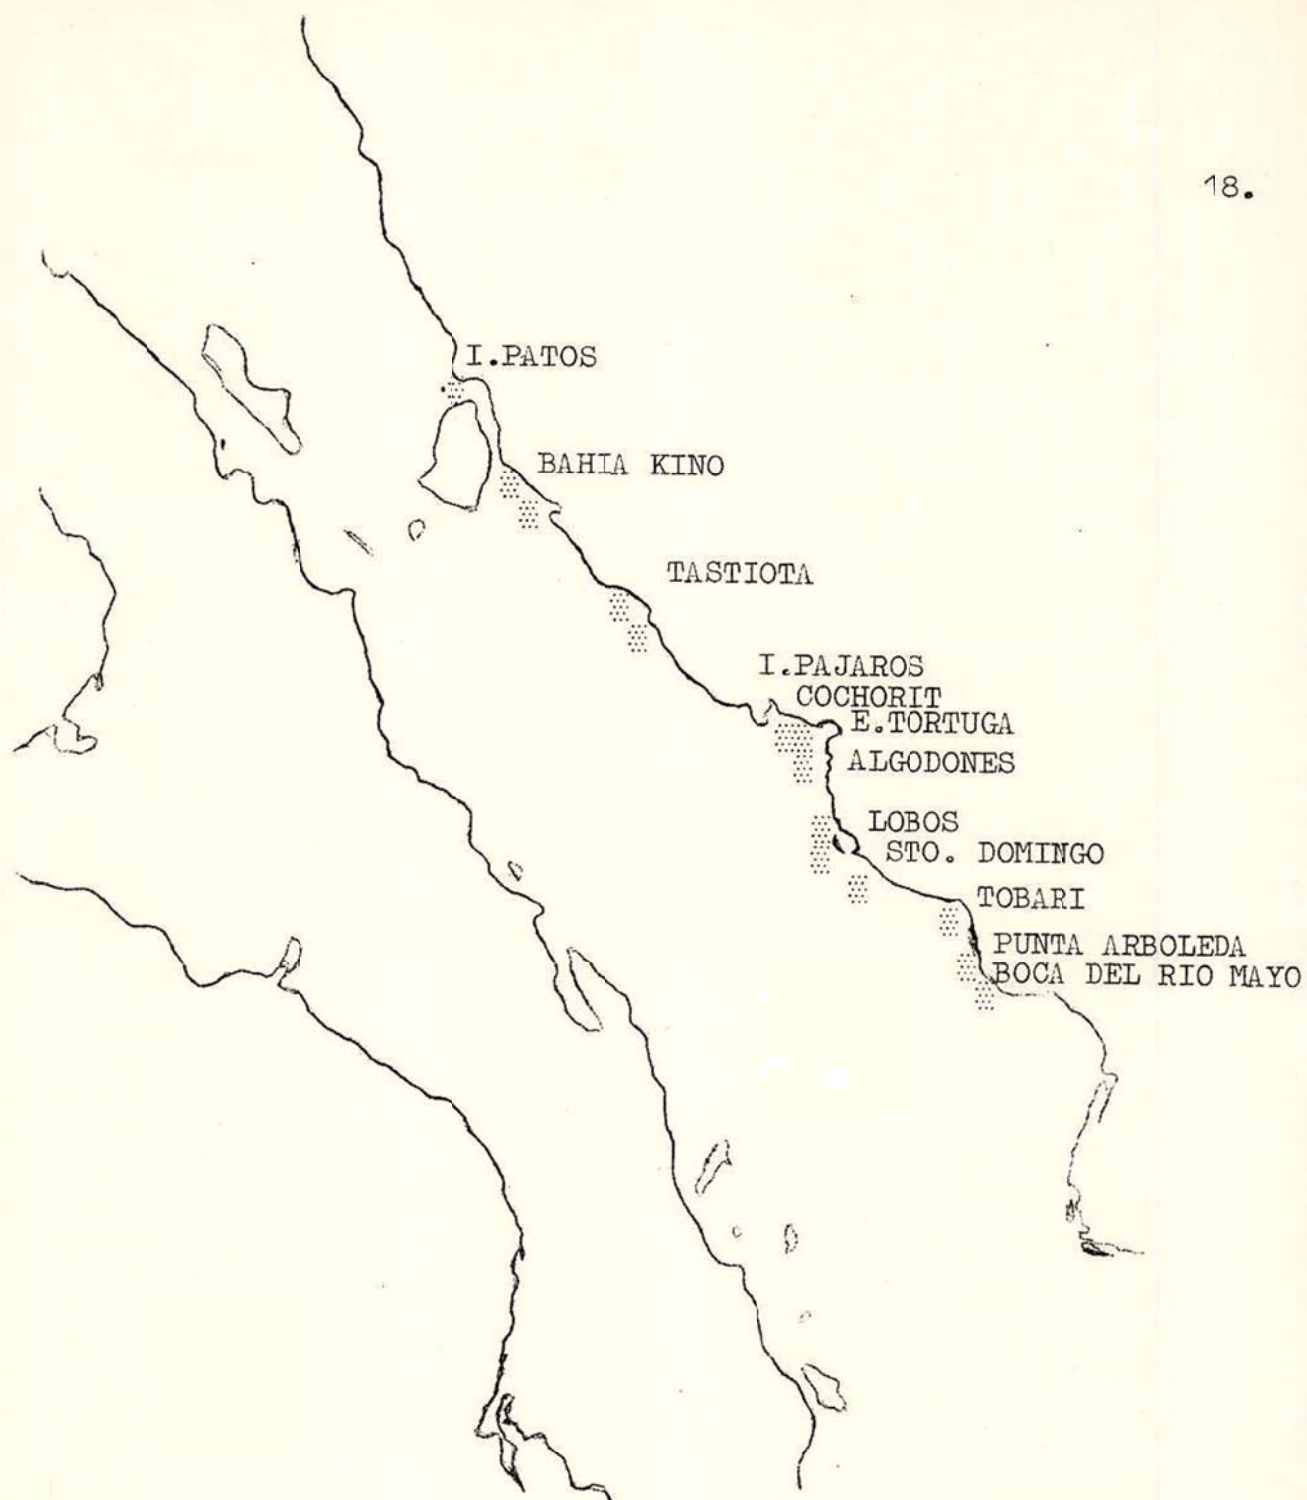 18.
I.PATOS
BAHIA KINO
TASTIOTA
I.PAJAROS
COCHORIT
E.TORTUGA
ALGODONES
LOBOS
STO. DOMINGO
TOBARI
PUNTA ARBOLEDA
BOCA DEL RIO MAYO